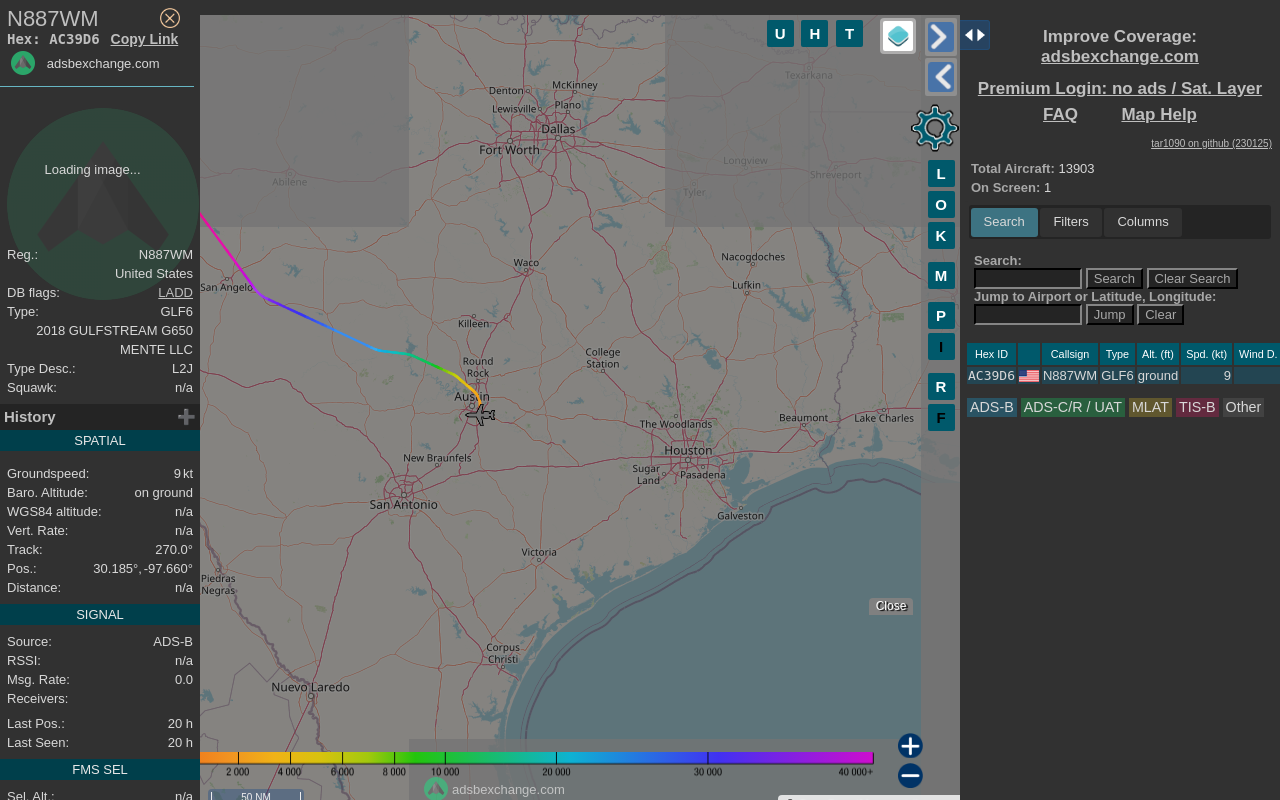 N887WM
Hex: AC39D6 Copy Link
adsbexchange.com
Loading image...
Reg.: N887WM
United States
DB flags: LADD
Type: GLF6
2018 GULFSTREAM G650
MENTE LLC
Type Desc.: L2J
Squawk: n/a
History
SPATIAL
Groundspeed: 9 kt
Baro. Altitude: on ground
WGS84 altitude: n/a
Vert. Rate: n/a
Track: 270.0°
Pos.: 30.185°, -97.660°
Distance: n/a
SIGNAL
Source: ADS-B
RSSI: n/a
Msg. Rate: 0.0
Receivers:
Last Pos.: 20 h
Last Seen: 20 h
FMS SEL
Sel. Alt.: n/a
U H T
Texarkana
Denton
McKinney
Lewisville
Plano
Dallas
Fort Worth
Longview
Shreveport
Abilene
Tyler
Waco
Nacogdoches
San Angelo
Lufkin
Killeen
College
Station
Round
Rock
Austin
The Woodlands
Beaumont
Lake Charles
Houston
New Braunfels
Sugar
Land
Pasadena
San Antonio
Galveston
Victoria
Piedras
Negras
Corpus
Christi
Nuevo Laredo
L
O
K
M
P
I
R
F
Close
2 000 4 000 6 000 8 000 10 000 20 000 30 000 40 000+
adsbexchange.com
50 NM
Improve Coverage:
adsbexchange.com
Premium Login: no ads / Sat. Layer
FAQ Map Help
tar1090 on github (230125)
Total Aircraft: 13903
On Screen: 1
Search Filters Columns
Search:
Search Clear Search
Jump to Airport or Latitude, Longitude:
Jump Clear
Hex ID Callsign Type Alt. (ft) Spd. (kt) Wind D.
AC39D6 N887WM GLF6 ground 9
ADS-B ADS-C/R / UAT MLAT TIS-B Other